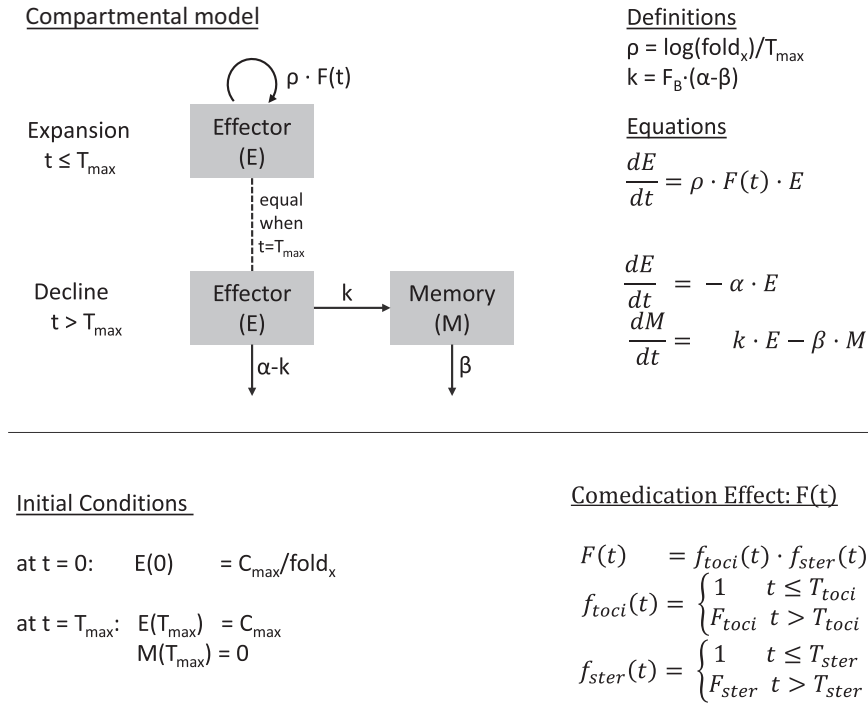 Compartmental model
ρ · F(t)
Expansion
t ≤ T_max
Effector
(E)
equal
when
t=T_max
Decline
t > T_max
Effector
(E)
k
Memory
(M)
α-k
β
Definitions
ρ = log(fold_x)/T_max
k = F_B·(α-β)
Equations
dE/dt = ρ · F(t) · E
dE/dt = − α · E
dM/dt = k · E − β · M
Initial Conditions
at t = 0: E(0) = C_max/fold_x
at t = T_max: E(T_max) = C_max
M(T_max) = 0
Comedication Effect: F(t)
F(t) = f_toci(t) · f_ster(t)
f_toci(t) = {1 t ≤ T_toci
F_toci t > T_toci
f_ster(t) = {1 t ≤ T_ster
F_ster t > T_ster